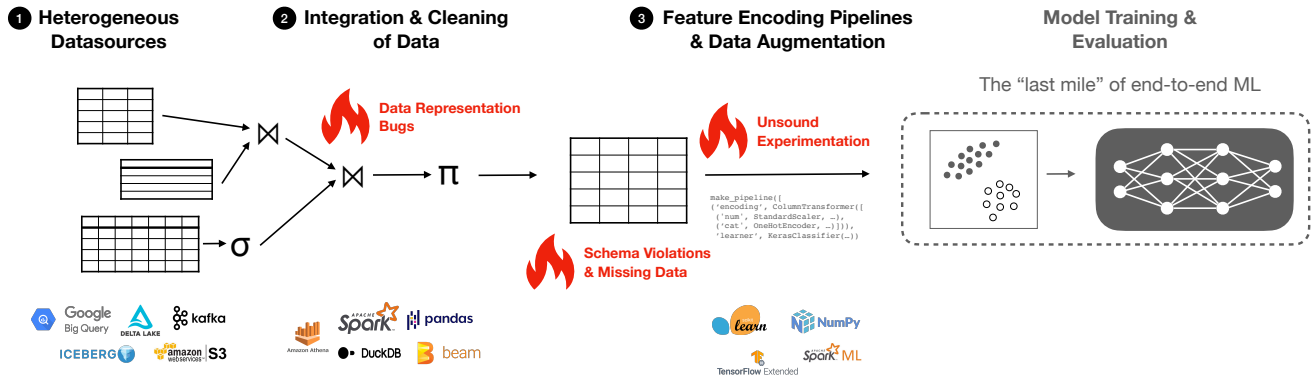 1 Heterogeneous
Datasources
2 Integration & Cleaning
of Data
3 Feature Encoding Pipelines
& Data Augmentation
Model Training &
Evaluation
The “last mile” of end-to-end ML
Data Representation
Bugs
Unsound
Experimentation
⋈
⋈
π
σ
make_pipeline([
('encoding', ColumnTransformer([
('num', StandardScaler, …),
('cat', OneHotEncoder, …)])),
'learner', KerasClassifier(…))
Schema Violations
& Missing Data
Google
Big Query
DELTA LAKE
kafka
ICEBERG
amazon
webservices
S3
Amazon Athena
APACHE
Spark
pandas
DuckDB
beam
learn
NumPy
TensorFlow Extended
APACHE
Spark ML